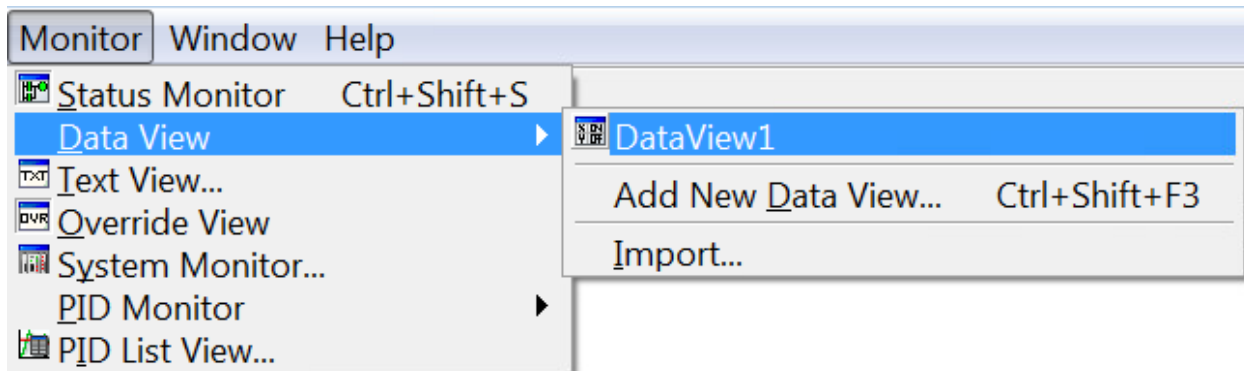 Monitor Window Help
Status Monitor Ctrl+Shift+S
Data View
DataView1
Text View...
Add New Data View... Ctrl+Shift+F3
Override View
Import...
System Monitor...
PID Monitor
PID List View...